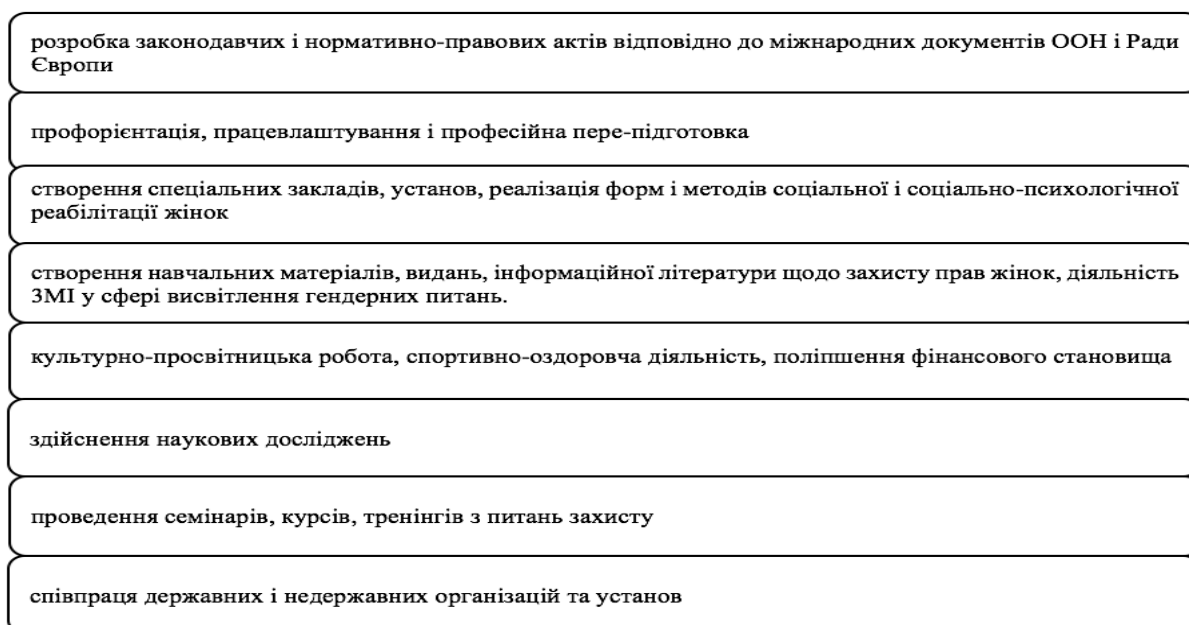 розробка законодавчих і нормативно-правових актів відповідно до міжнародних документів ООН і Ради
Європи
профорієнтація, працевлаштування і професійна пере-підготовка
створення спеціальних закладів, установ, реалізація форм і методів соціальної і соціально-психологічної
реабілітації жінок
створення навчальних матеріалів, видань, інформаційної літератури щодо захисту прав жінок, діяльність
ЗМІ у сфері висвітлення гендерних питань.
культурно-просвітницька робота, спортивно-оздоровча діяльність, поліпшення фінансового становища
здійснення наукових досліджень
проведення семінарів, курсів, тренінгів з питань захисту
співпраця державних і недержавних організацій та установ